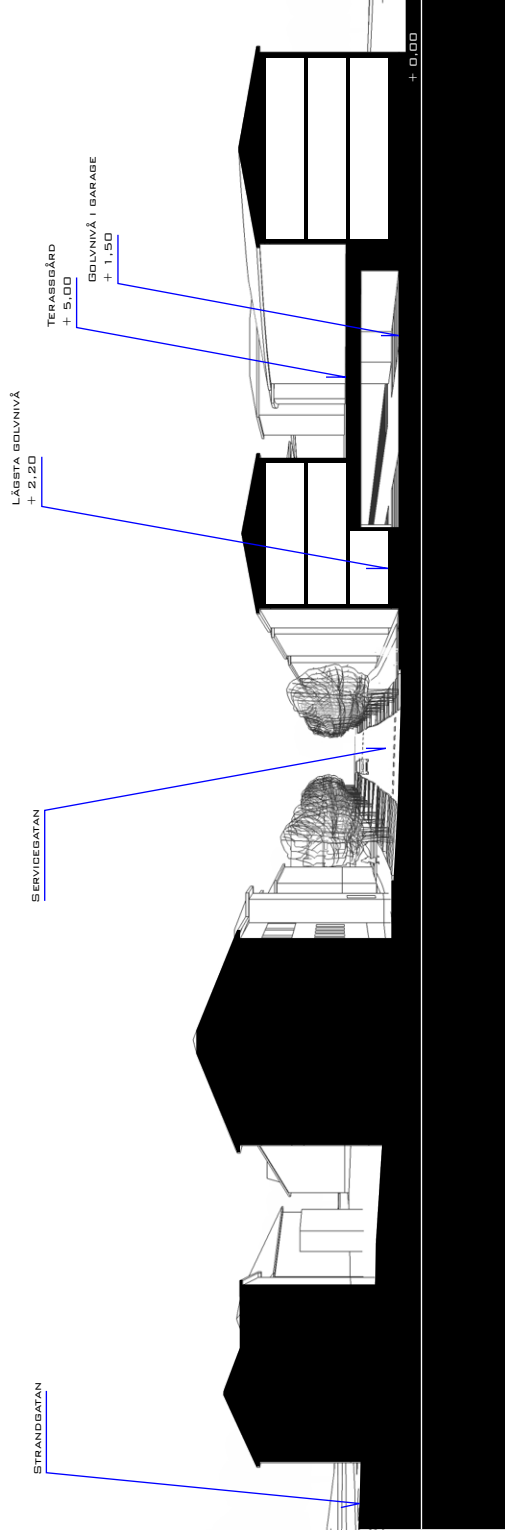 Strandgatan
Servicegatan
Lägsta golvnivå
+ 2,20
Terassgård
+ 5,00
Golvnivå i garage
+ 1,50
+ 0,00